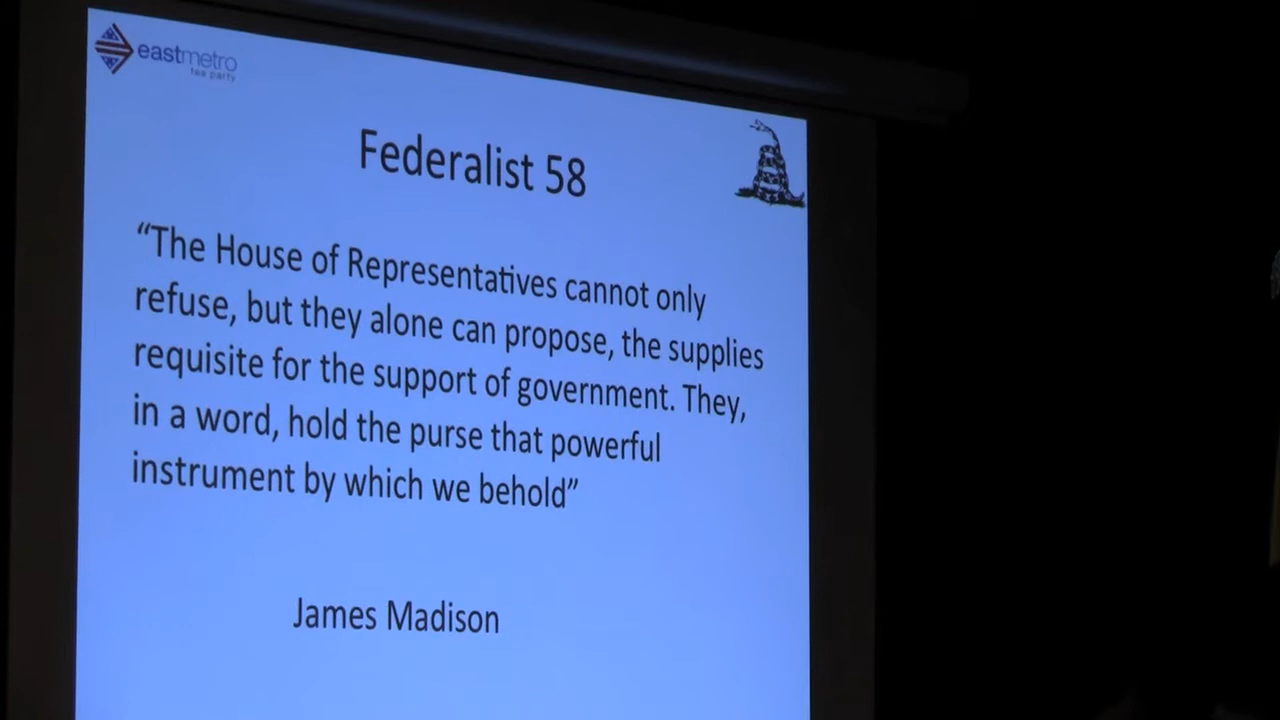 eastmetro
tea party
Federalist 58
“The House of Representatives cannot only
refuse, but they alone can propose, the supplies
requisite for the support of government. They,
in a word, hold the purse that powerful
instrument by which we behold”
James Madison